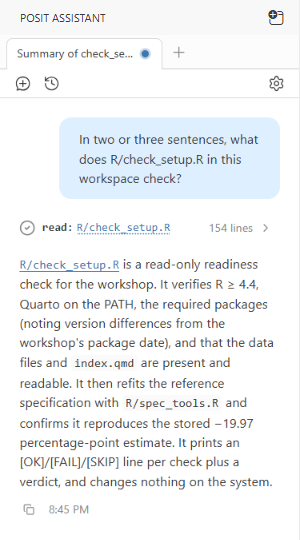 POSIT ASSISTANT
Summary of check_se...
In two or three sentences, what
does R/check_setup.R in this
workspace check?
read: R/check_setup.R 154 lines
R/check_setup.R is a read-only readiness
check for the workshop. It verifies R ≥ 4.4,
Quarto on the PATH, the required packages
(noting version differences from the
workshop's package date), and that the data
files and index.qmd are present and
readable. It then refits the reference
specification with R/spec_tools.R and
confirms it reproduces the stored −19.97
percentage-point estimate. It prints an
[OK]/[FAIL]/[SKIP] line per check plus a
verdict, and changes nothing on the system.
8:45 PM